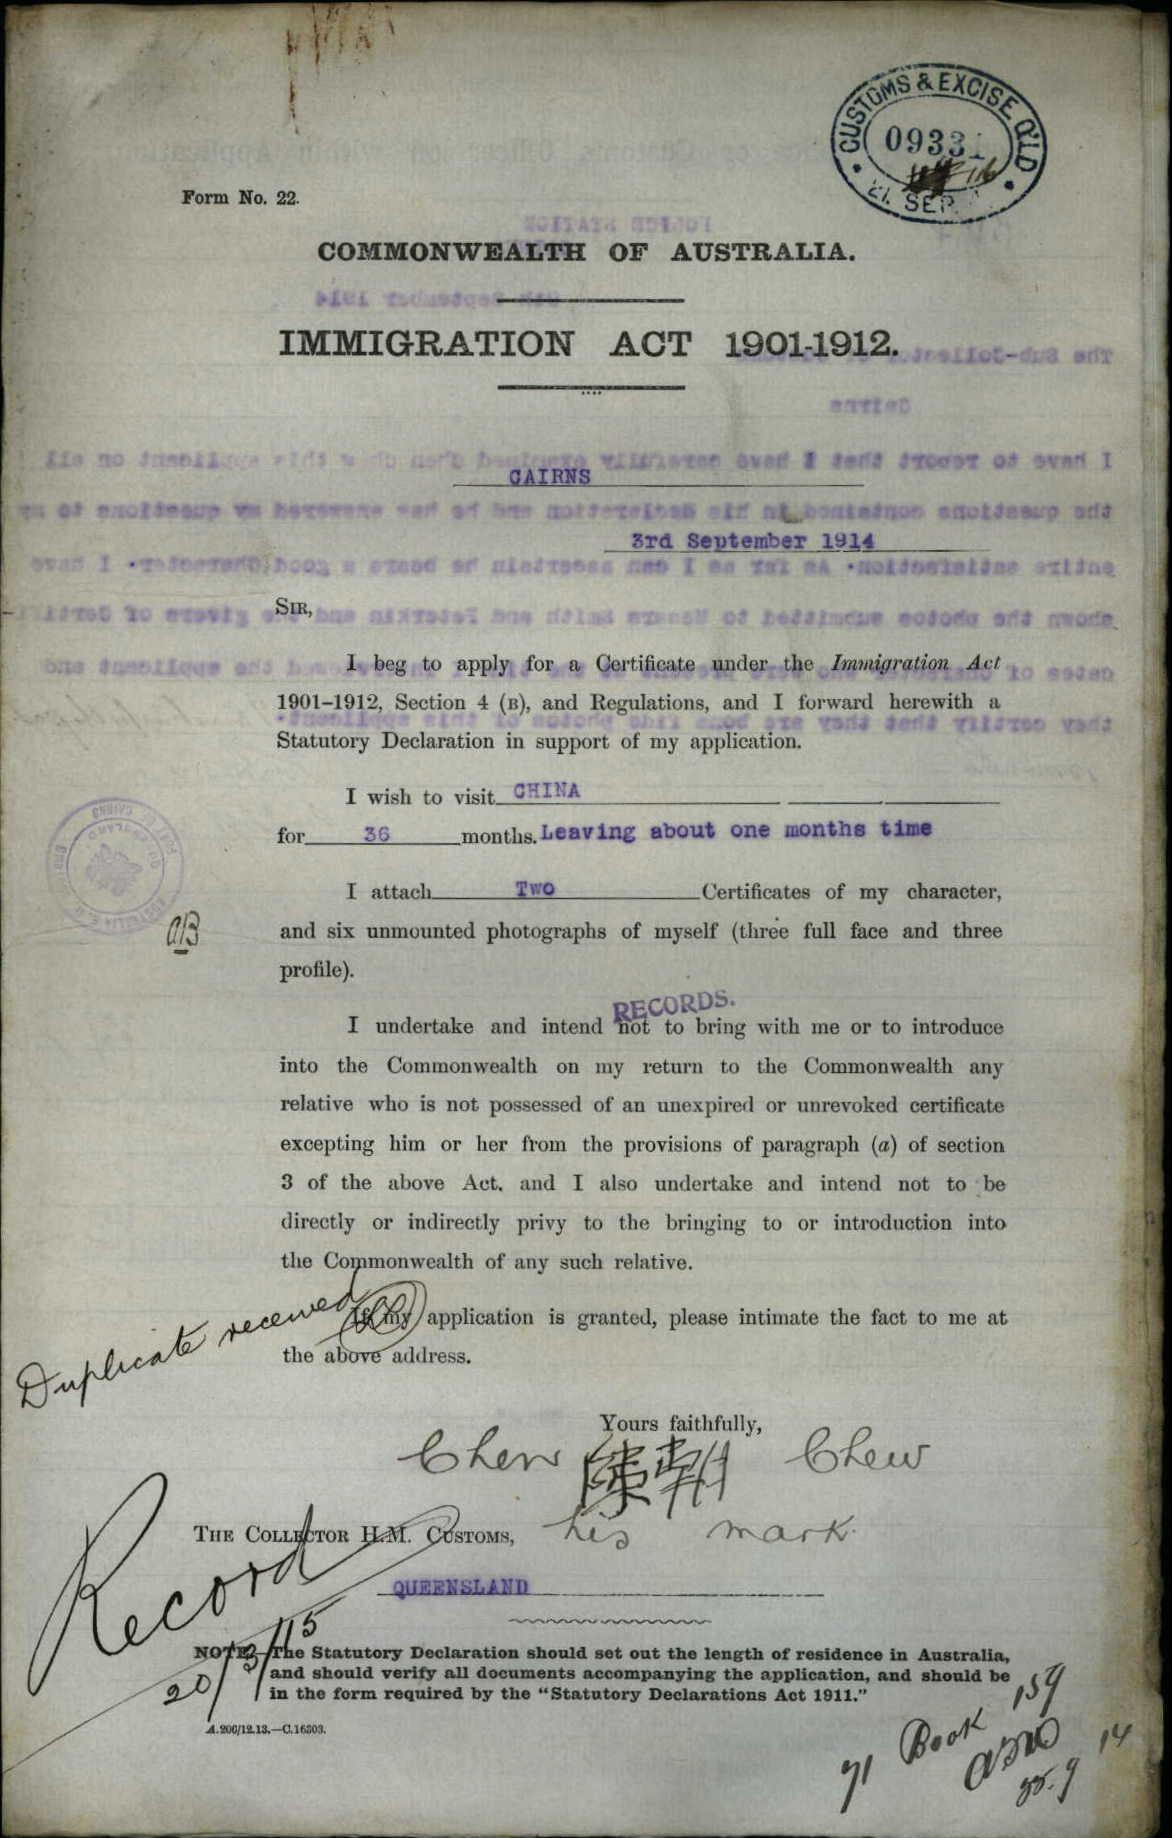 CUSTOMS & EXCISE Q'LD
0933
21. SEP.
Form No. 22.
COMMONWEALTH OF AUSTRALIA.
IMMIGRATION ACT 1901-1912.
CAIRNS
3rd September 1914
SIR,
I beg to apply for a Certificate under the Immigration Act
1901–1912, Section 4 (B), and Regulations, and I forward herewith a
Statutory Declaration in support of my application.
I wish to visit CHINA
for 36 months. Leaving about one months time
I attach Two Certificates of my character,
and six unmounted photographs of myself (three full face and three
profile).
RECORDS.
I undertake and intend not to bring with me or to introduce
into the Commonwealth on my return to the Commonwealth any
relative who is not possessed of an unexpired or unrevoked certificate
excepting him or her from the provisions of paragraph (a) of section
3 of the above Act, and I also undertake and intend not to be
directly or indirectly privy to the bringing to or introduction into
the Commonwealth of any such relative.
Duplicate received
If my application is granted, please intimate the fact to me at
the above address.
Yours faithfully,
Chew 陳朝 Chew
his mark.
THE COLLECTOR H.M. CUSTOMS,
QUEENSLAND
Record
20/3/15
NOTE.—The Statutory Declaration should set out the length of residence in Australia,
and should verify all documents accompanying the application, and should be
in the form required by the "Statutory Declarations Act 1911."
A.206/12.13.—C.16303.
71 Book 159
14